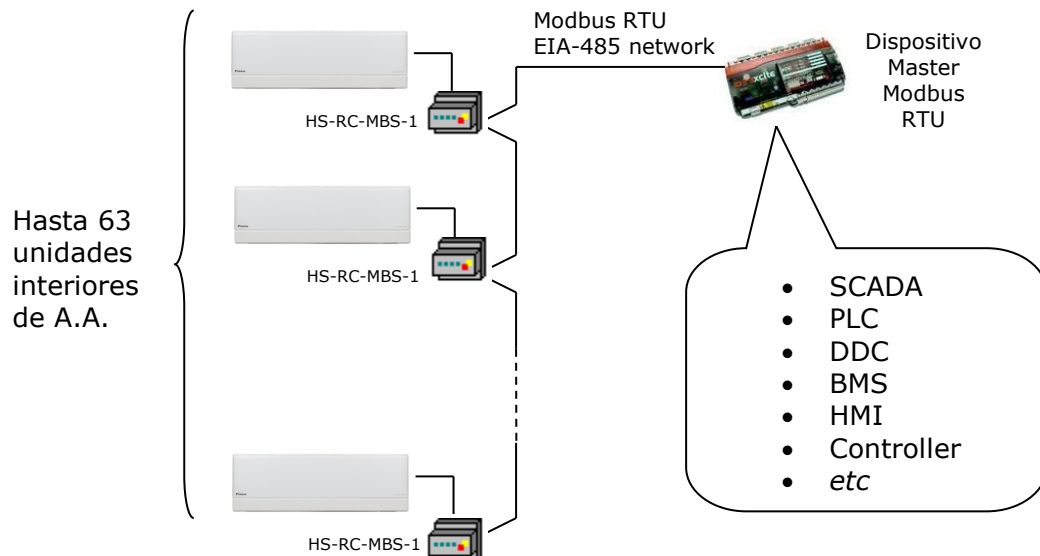 Modbus RTU
EIA-485 network
Dispositivo
Master
Modbus
RTU
HS-RC-MBS-1
Hasta 63
unidades
interiores
de A.A.
HS-RC-MBS-1
• SCADA
• PLC
• DDC
• BMS
• HMI
• Controller
• etc
HS-RC-MBS-1